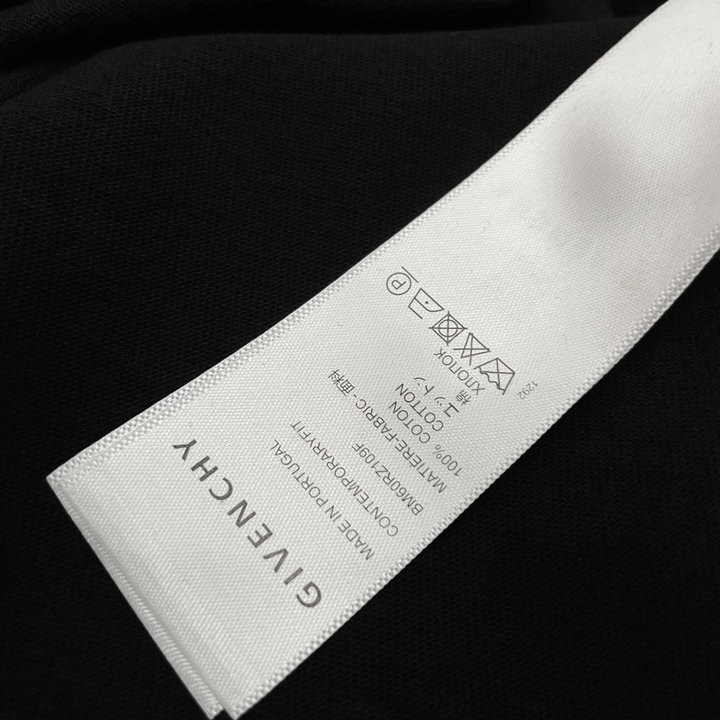 GIVENCHY
MADE IN PORTUGAL
CONTEMPORARYFIT
BM60RZ109F
MATIERE-FABRIC-面料
100% COTON
COTTON
コットン
棉
ХЛОПОК
P
1292